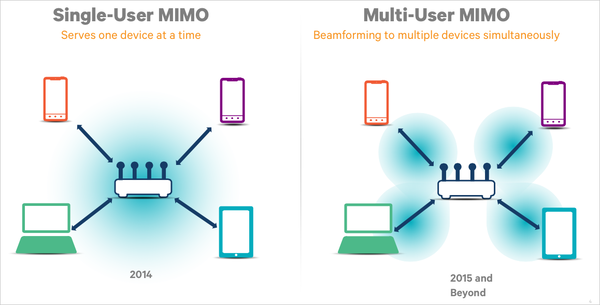 Single-User MIMO
Serves one device at a time
2014
Multi-User MIMO
Beamforming to multiple devices simultaneously
2015 and
Beyond